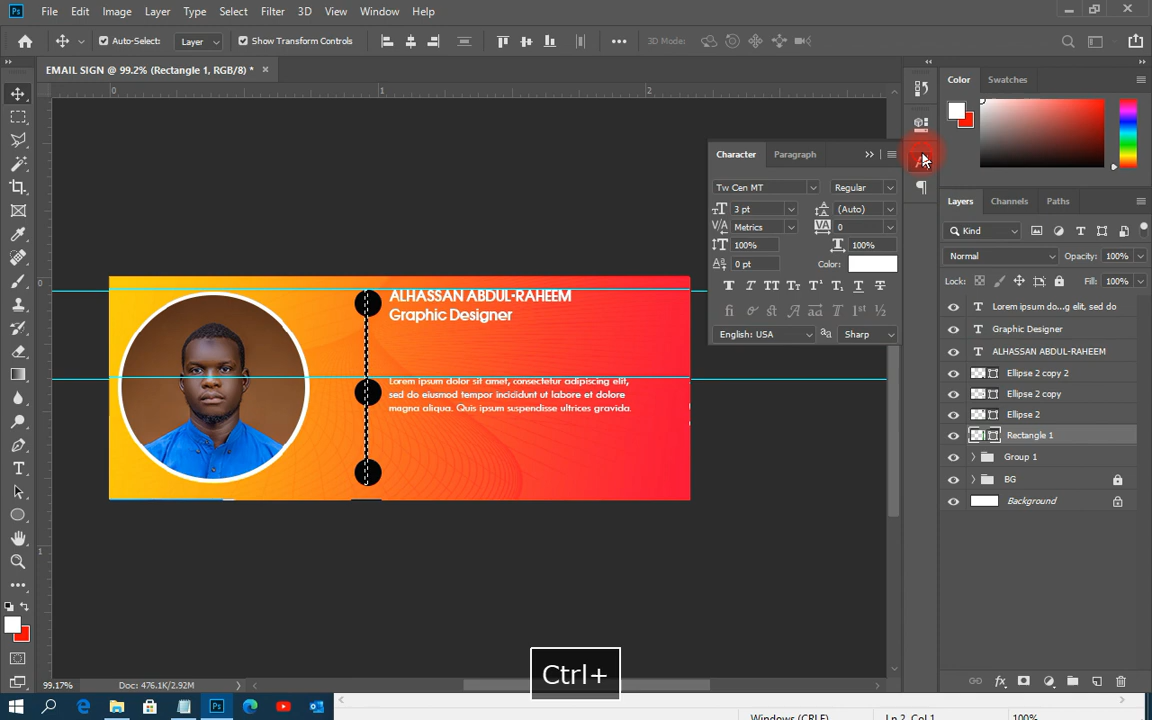 File Edit Image Layer Type Select Filter 3D View Window Help
Auto-Select: Layer Show Transform Controls 3D Mode:
EMAIL SIGN @ 99.2% (Rectangle 1, RGB/8) *
0 1 2
0
1
ALHASSAN ABDUL-RAHEEM
Graphic Designer
Lorem ipsum dolor sit amet, consectetur adipiscing elit,
sed do eiusmod tempor incididunt ut labore et dolore
magna aliqua. Quis ipsum suspendisse ultrices gravida.
Character Paragraph
Tw Cen MT Regular
3 pt (Auto)
Metrics 0
100% 100%
0 pt Color:
English: USA Sharp
Color Swatches
Layers Channels Paths
Kind
Normal Opacity: 100%
Lock: Fill: 100%
Lorem ipsum do...g elit, sed do
Graphic Designer
ALHASSAN ABDUL-RAHEEM
Ellipse 2 copy 2
Ellipse 2 copy
Ellipse 2
Rectangle 1
Group 1
BG
Background
Ctrl+
99.17% Doc: 476.1K/2.92M
Windows (CRLF) Ln 2, Col 1 100%